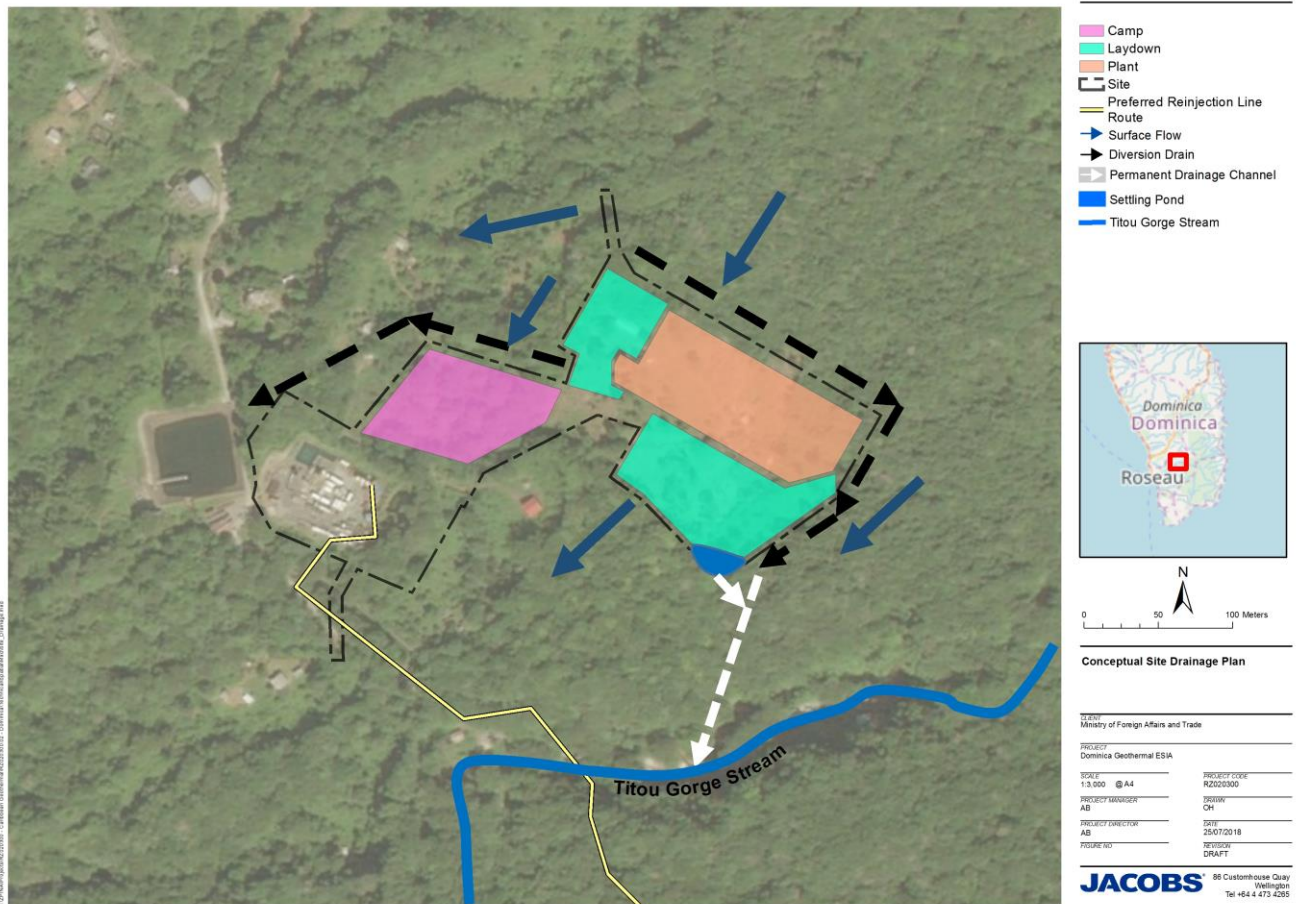 Camp
Laydown
Plant
Site
Preferred Reinjection Line
Route
Surface Flow
Diversion Drain
Permanent Drainage Channel
Settling Pond
Titou Gorge Stream
Titou Gorge Stream
Dominica
Dominica
Roseau
N
0 50 100 Meters
Conceptual Site Drainage Plan
CLIENT
Ministry of Foreign Affairs and Trade
PROJECT
Dominica Geothermal ESIA
SCALE PROJECT CODE
1:3,000 @ A4 RZ020300
PROJECT MANAGER DRAWN
AB OH
PROJECT DIRECTOR DATE
AB 25/07/2018
FIGURE NO REVISION
DRAFT
JACOBS® 86 Customhouse Quay
Wellington
Tel +64 4 473 4265